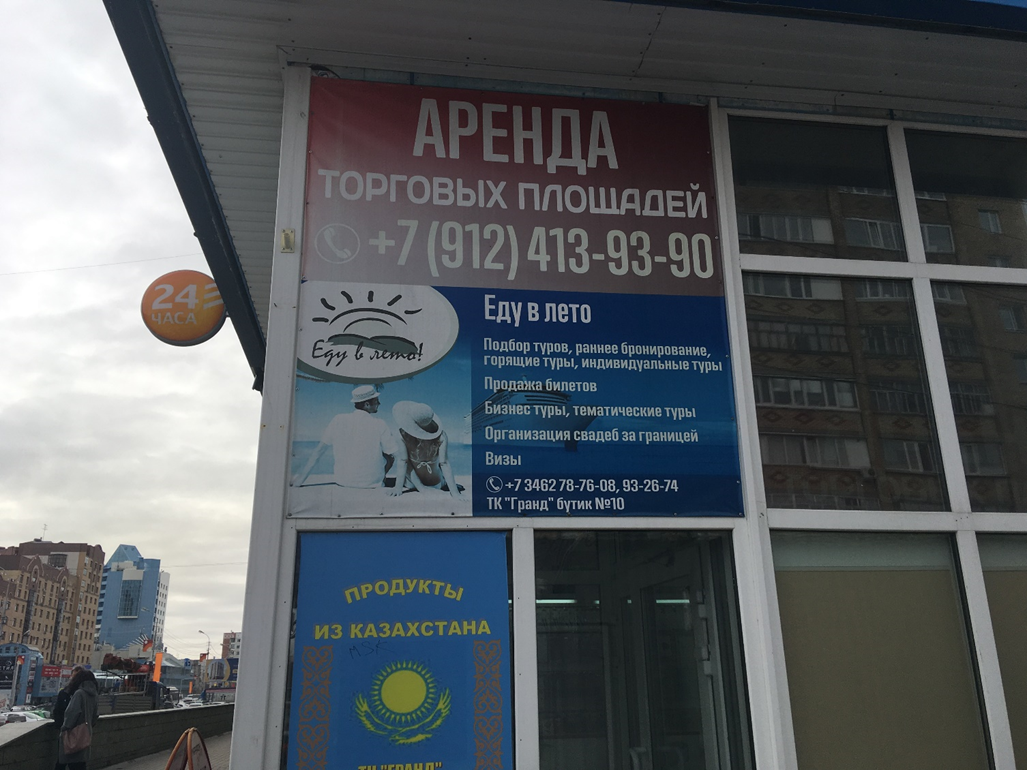 АРЕНДА
ТОРГОВЫХ ПЛОЩАДЕЙ
+7 (912) 413-93-90
24
ЧАСА
Еду в лето!
Еду в лето
Подбор туров, раннее бронирование,
горящие туры, индивидуальные туры
Продажа билетов
Бизнес туры, тематические туры
Организация свадеб за границей
Визы
+7 3462 78-76-08, 93-26-74
ТК "Гранд" бутик №10
ПРОДУКТЫ
ИЗ КАЗАХСТАНА
ТЦ "ГРАНД"